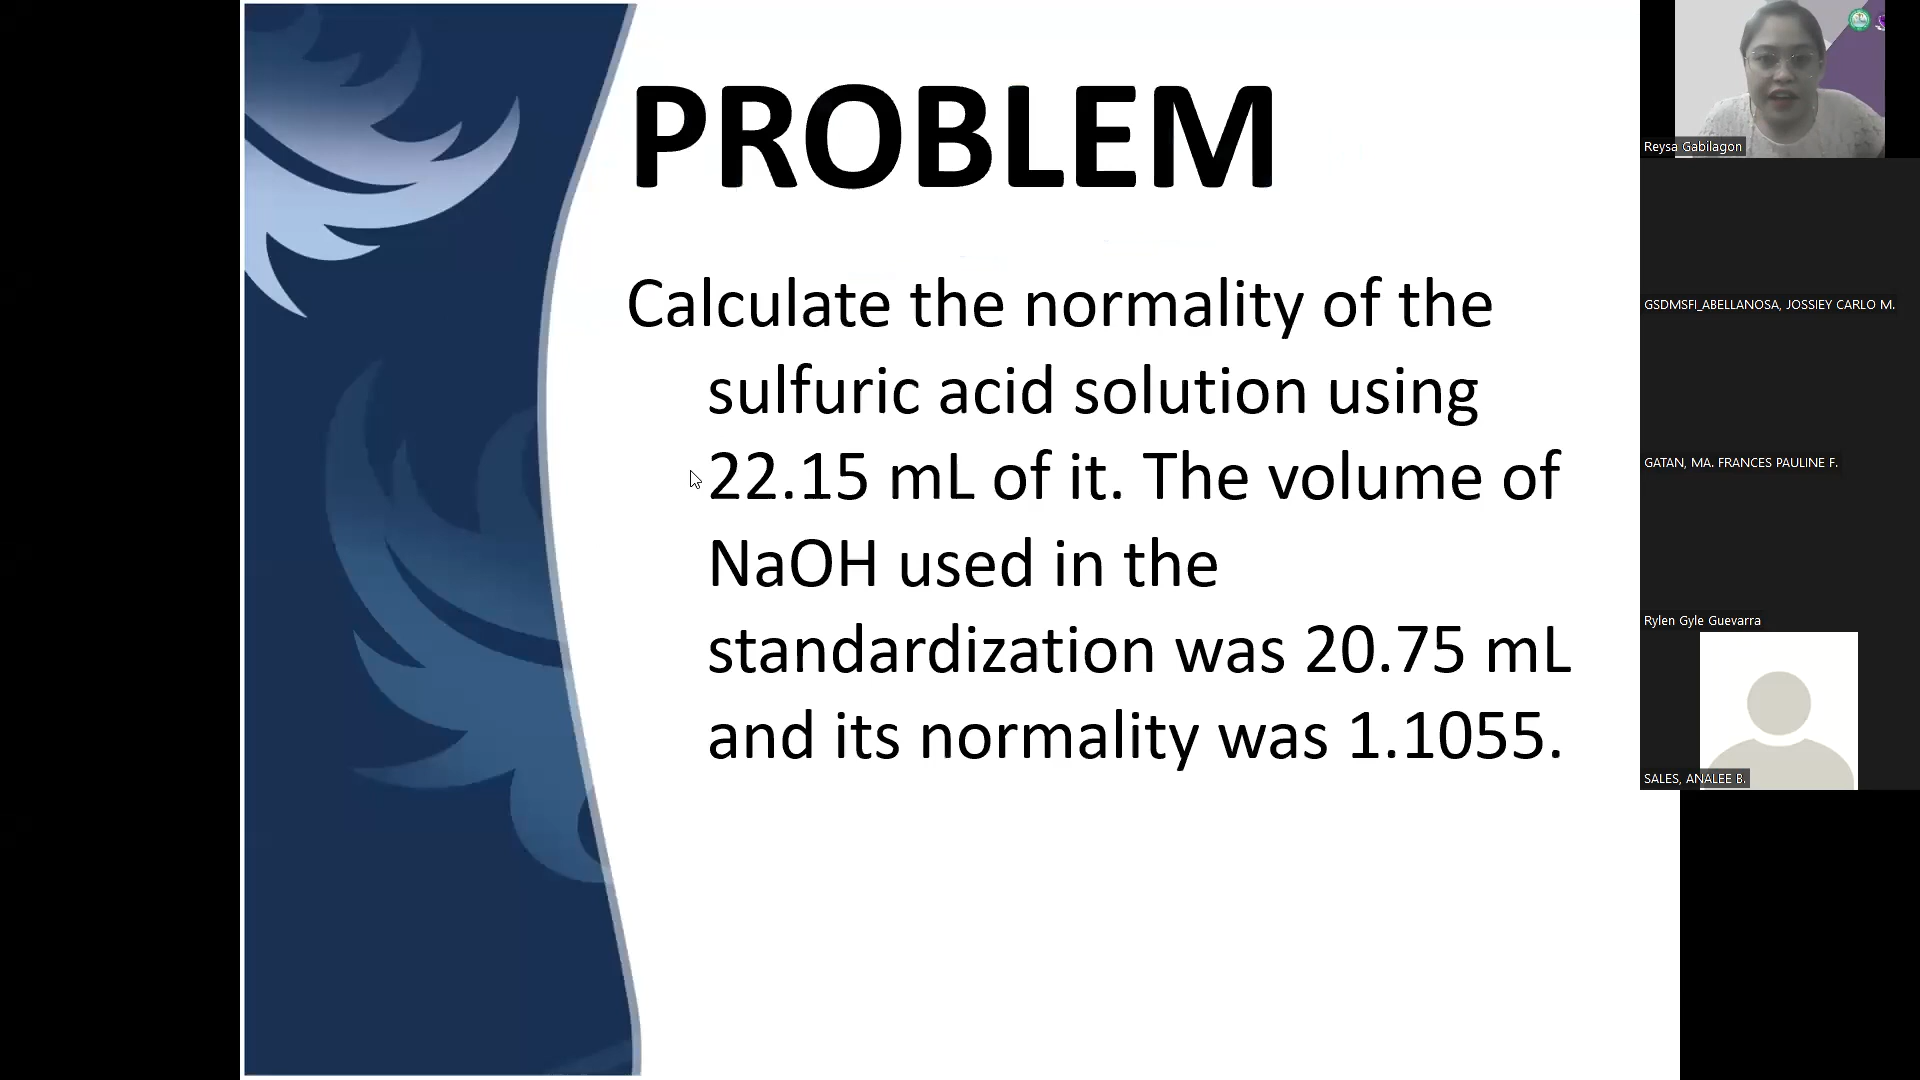 PROBLEM
Calculate the normality of the
sulfuric acid solution using
22.15 mL of it. The volume of
NaOH used in the
standardization was 20.75 mL
and its normality was 1.1055.
Reysa Gabilagon
GSDMSFI_ABELLANOSA, JOSSIEY CARLO M.
GATAN, MA. FRANCES PAULINE F.
Rylen Gyle Guevarra
SALES, ANALEE B.